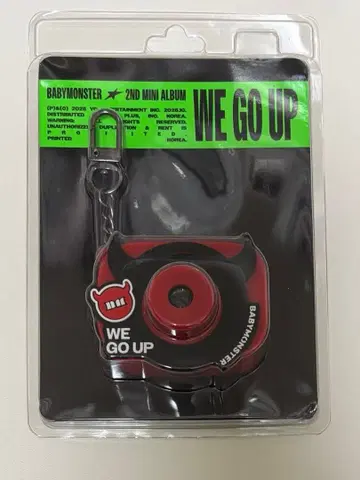 BABYMONSTER ★ 2ND MINI ALBUM
WE GO UP
ENTERTAINMENT INC.
DISTRIBUTED PLUS, INC. KOREA.
WARNING: RIGHTS RESERVED.
UNAUTHORIZED DUPLICATION & RENT IS
PROHIBITED.
PRINTED KOREA.
WE
GO UP
BABYMONSTER